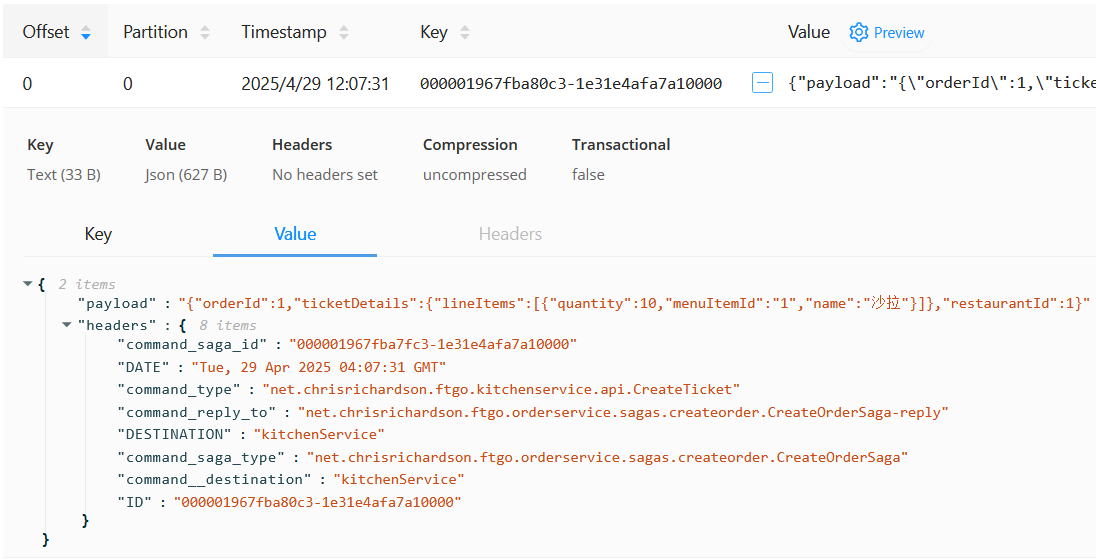 Offset Partition Timestamp Key Value Preview
0 0 2025/4/29 12:07:31 000001967fba80c3-1e31e4afa7a10000 {"payload":"{\"orderId\":1,\"ticke
Key Value Headers Compression Transactional
Text (33 B) Json (627 B) No headers set uncompressed false
Key Value Headers
{ 2 items
"payload" : "{"orderId":1,"ticketDetails":{"lineItems":[{"quantity":10,"menuItemId":"1","name":"沙拉"}]},"restaurantId":1}"
"headers" : { 8 items
"command_saga_id" : "000001967fba7fc3-1e31e4afa7a10000"
"DATE" : "Tue, 29 Apr 2025 04:07:31 GMT"
"command_type" : "net.chrisrichardson.ftgo.kitchenservice.api.CreateTicket"
"command_reply_to" : "net.chrisrichardson.ftgo.orderservice.sagas.createorder.CreateOrderSaga-reply"
"DESTINATION" : "kitchenService"
"command_saga_type" : "net.chrisrichardson.ftgo.orderservice.sagas.createorder.CreateOrderSaga"
"command__destination" : "kitchenService"
"ID" : "000001967fba80c3-1e31e4afa7a10000"
}
}